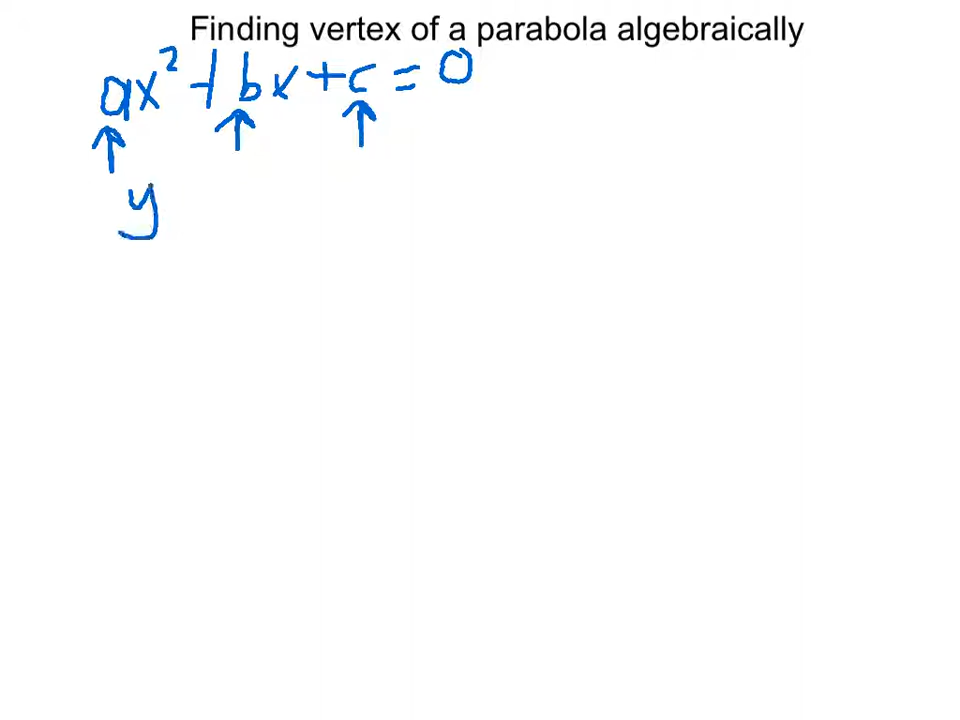 Finding vertex of a parabola algebraically
ax² + bx + c = 0
y